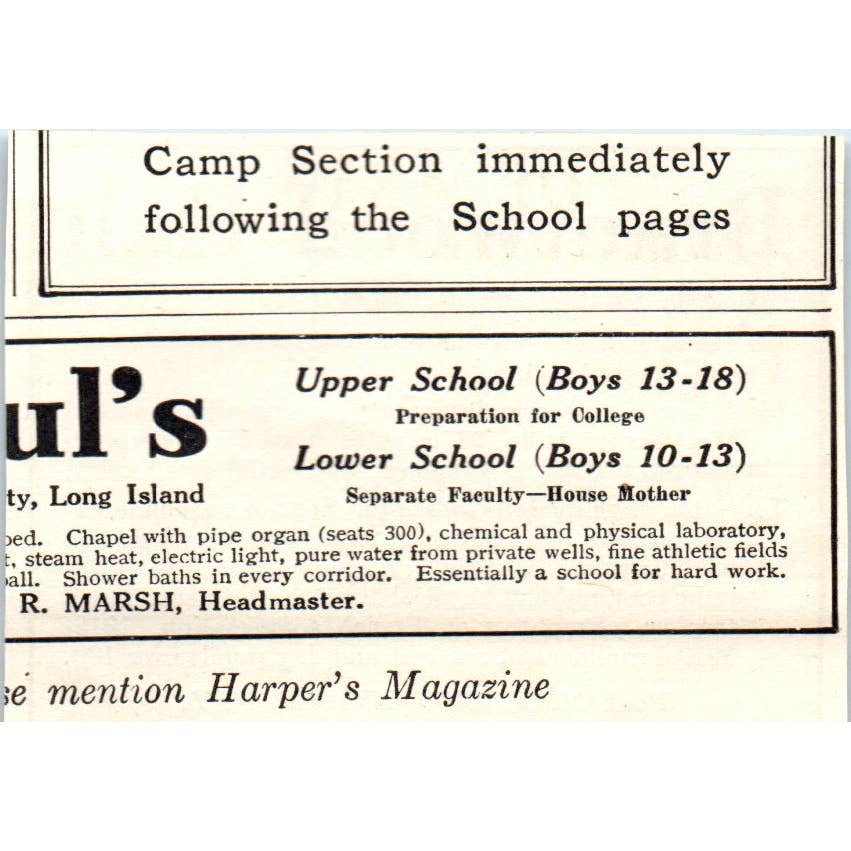 Camp Section immediately
following the School pages
ul's
Upper School (Boys 13-18)
Preparation for College
Lower School (Boys 10-13)
ty, Long Island
Separate Faculty—House Mother
ped. Chapel with pipe organ (seats 300), chemical and physical laboratory,
t, steam heat, electric light, pure water from private wells, fine athletic fields
all. Shower baths in every corridor. Essentially a school for hard work.
R. MARSH, Headmaster.
se mention Harper's Magazine